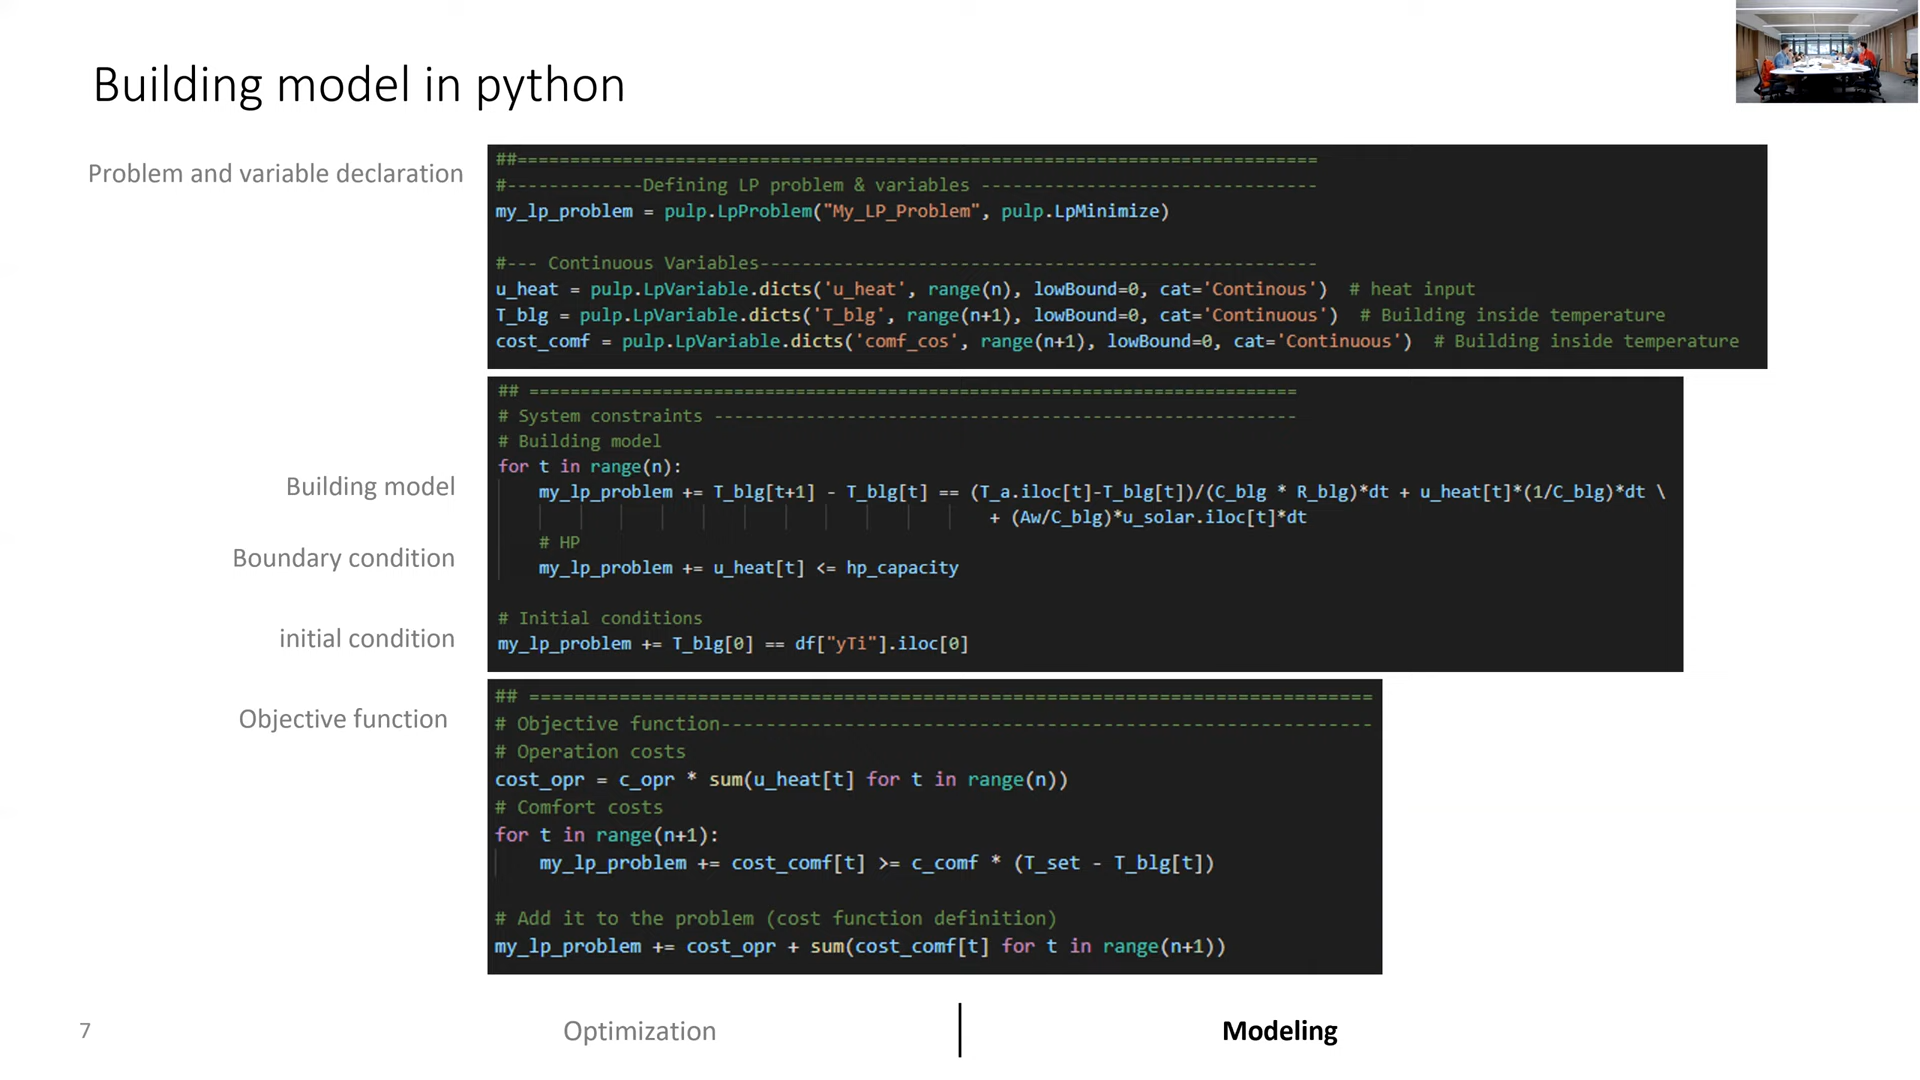 Building model in python
Problem and variable declaration
##============================================================================
#-------------Defining LP problem & variables --------------------------------
my_lp_problem = pulp.LpProblem("My_LP_Problem", pulp.LpMinimize)
#--- Continuous Variables-----------------------------------------------------
u_heat = pulp.LpVariable.dicts('u_heat', range(n), lowBound=0, cat='Continous')  # heat input
T_blg = pulp.LpVariable.dicts('T_blg', range(n+1), lowBound=0, cat='Continuous')  # Building inside temperature
cost_comf = pulp.LpVariable.dicts('comf_cos', range(n+1), lowBound=0, cat='Continuous')  # Building inside temperature
## =========================================================================
# System constraints -------------------------------------------------------
# Building model
Building model
for t in range(n):
my_lp_problem += T_blg[t+1] - T_blg[t] == (T_a.iloc[t]-T_blg[t])/(C_blg * R_blg)*dt + u_heat[t]*(1/C_blg)*dt \
+ (Aw/C_blg)*u_solar.iloc[t]*dt
Boundary condition
# HP
my_lp_problem += u_heat[t] <= hp_capacity
# Initial conditions
initial condition
my_lp_problem += T_blg[0] == df["yTi"].iloc[0]
Objective function
## ===========================================================================
# Objective function----------------------------------------------------------
# Operation costs
cost_opr = c_opr * sum(u_heat[t] for t in range(n))
# Comfort costs
for t in range(n+1):
my_lp_problem += cost_comf[t] >= c_comf * (T_set - T_blg[t])
# Add it to the problem (cost function definition)
my_lp_problem += cost_opr + sum(cost_comf[t] for t in range(n+1))
7
Optimization
Modeling